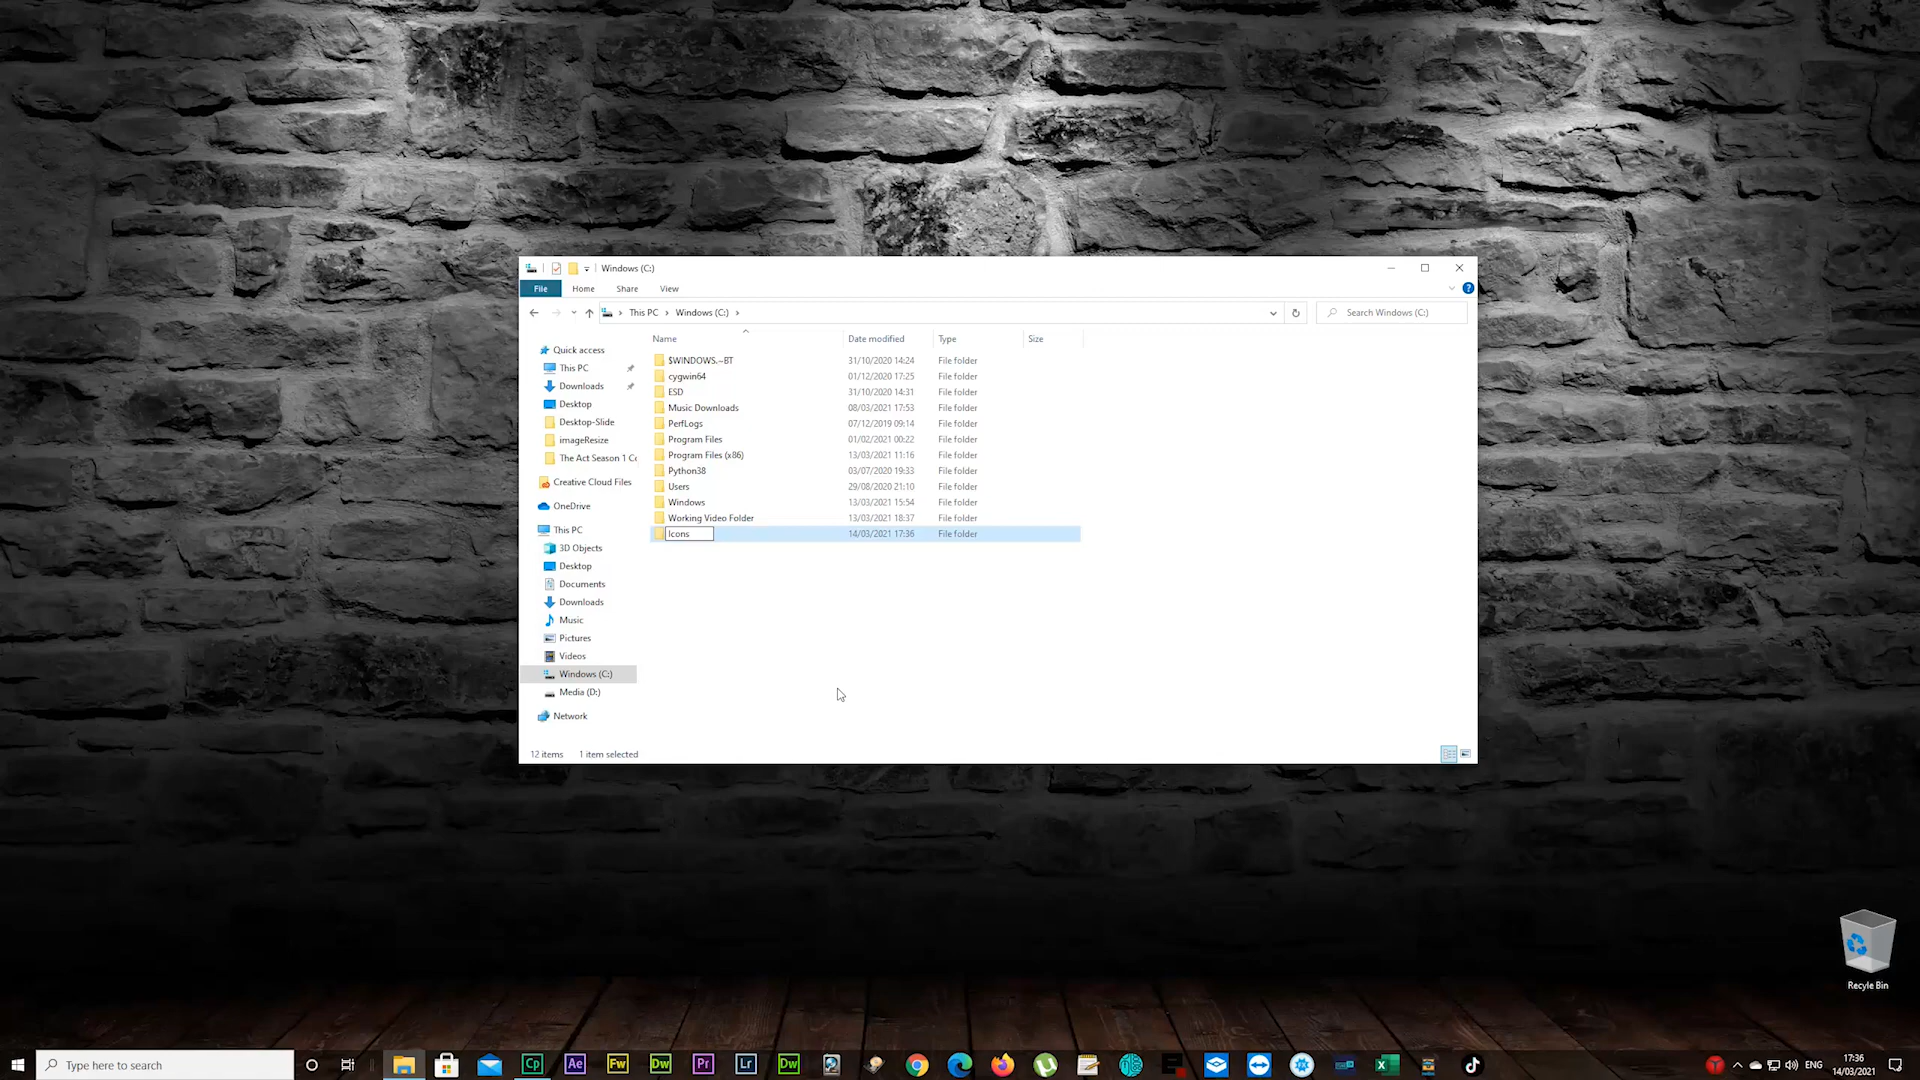 Windows (C:)
File Home Share View
This PC Windows (C:)
Search Windows (C:)
Name Date modified Type Size
$WINDOWS.~BT 31/10/2020 14:24 File folder
cygwin64 01/12/2020 17:25 File folder
ESD 31/10/2020 14:31 File folder
Music Downloads 08/03/2021 17:53 File folder
PerfLogs 07/12/2019 09:14 File folder
Program Files 01/02/2021 00:22 File folder
Program Files (x86) 13/03/2021 11:16 File folder
Python38 03/07/2020 19:33 File folder
Users 29/08/2020 21:10 File folder
Windows 13/03/2021 15:54 File folder
Working Video Folder 13/03/2021 18:37 File folder
Icons 14/03/2021 17:36 File folder
Quick access
This PC
Downloads
Desktop
Desktop-Slide
imageResize
The Act Season 1 Co
Creative Cloud Files
OneDrive
This PC
3D Objects
Desktop
Documents
Downloads
Music
Pictures
Videos
Windows (C:)
Media (D:)
Network
12 items 1 item selected
Recyle Bin
Type here to search
Cp Ae Fw Dw Pr Lr Dw
ENG
17:36
14/03/2021